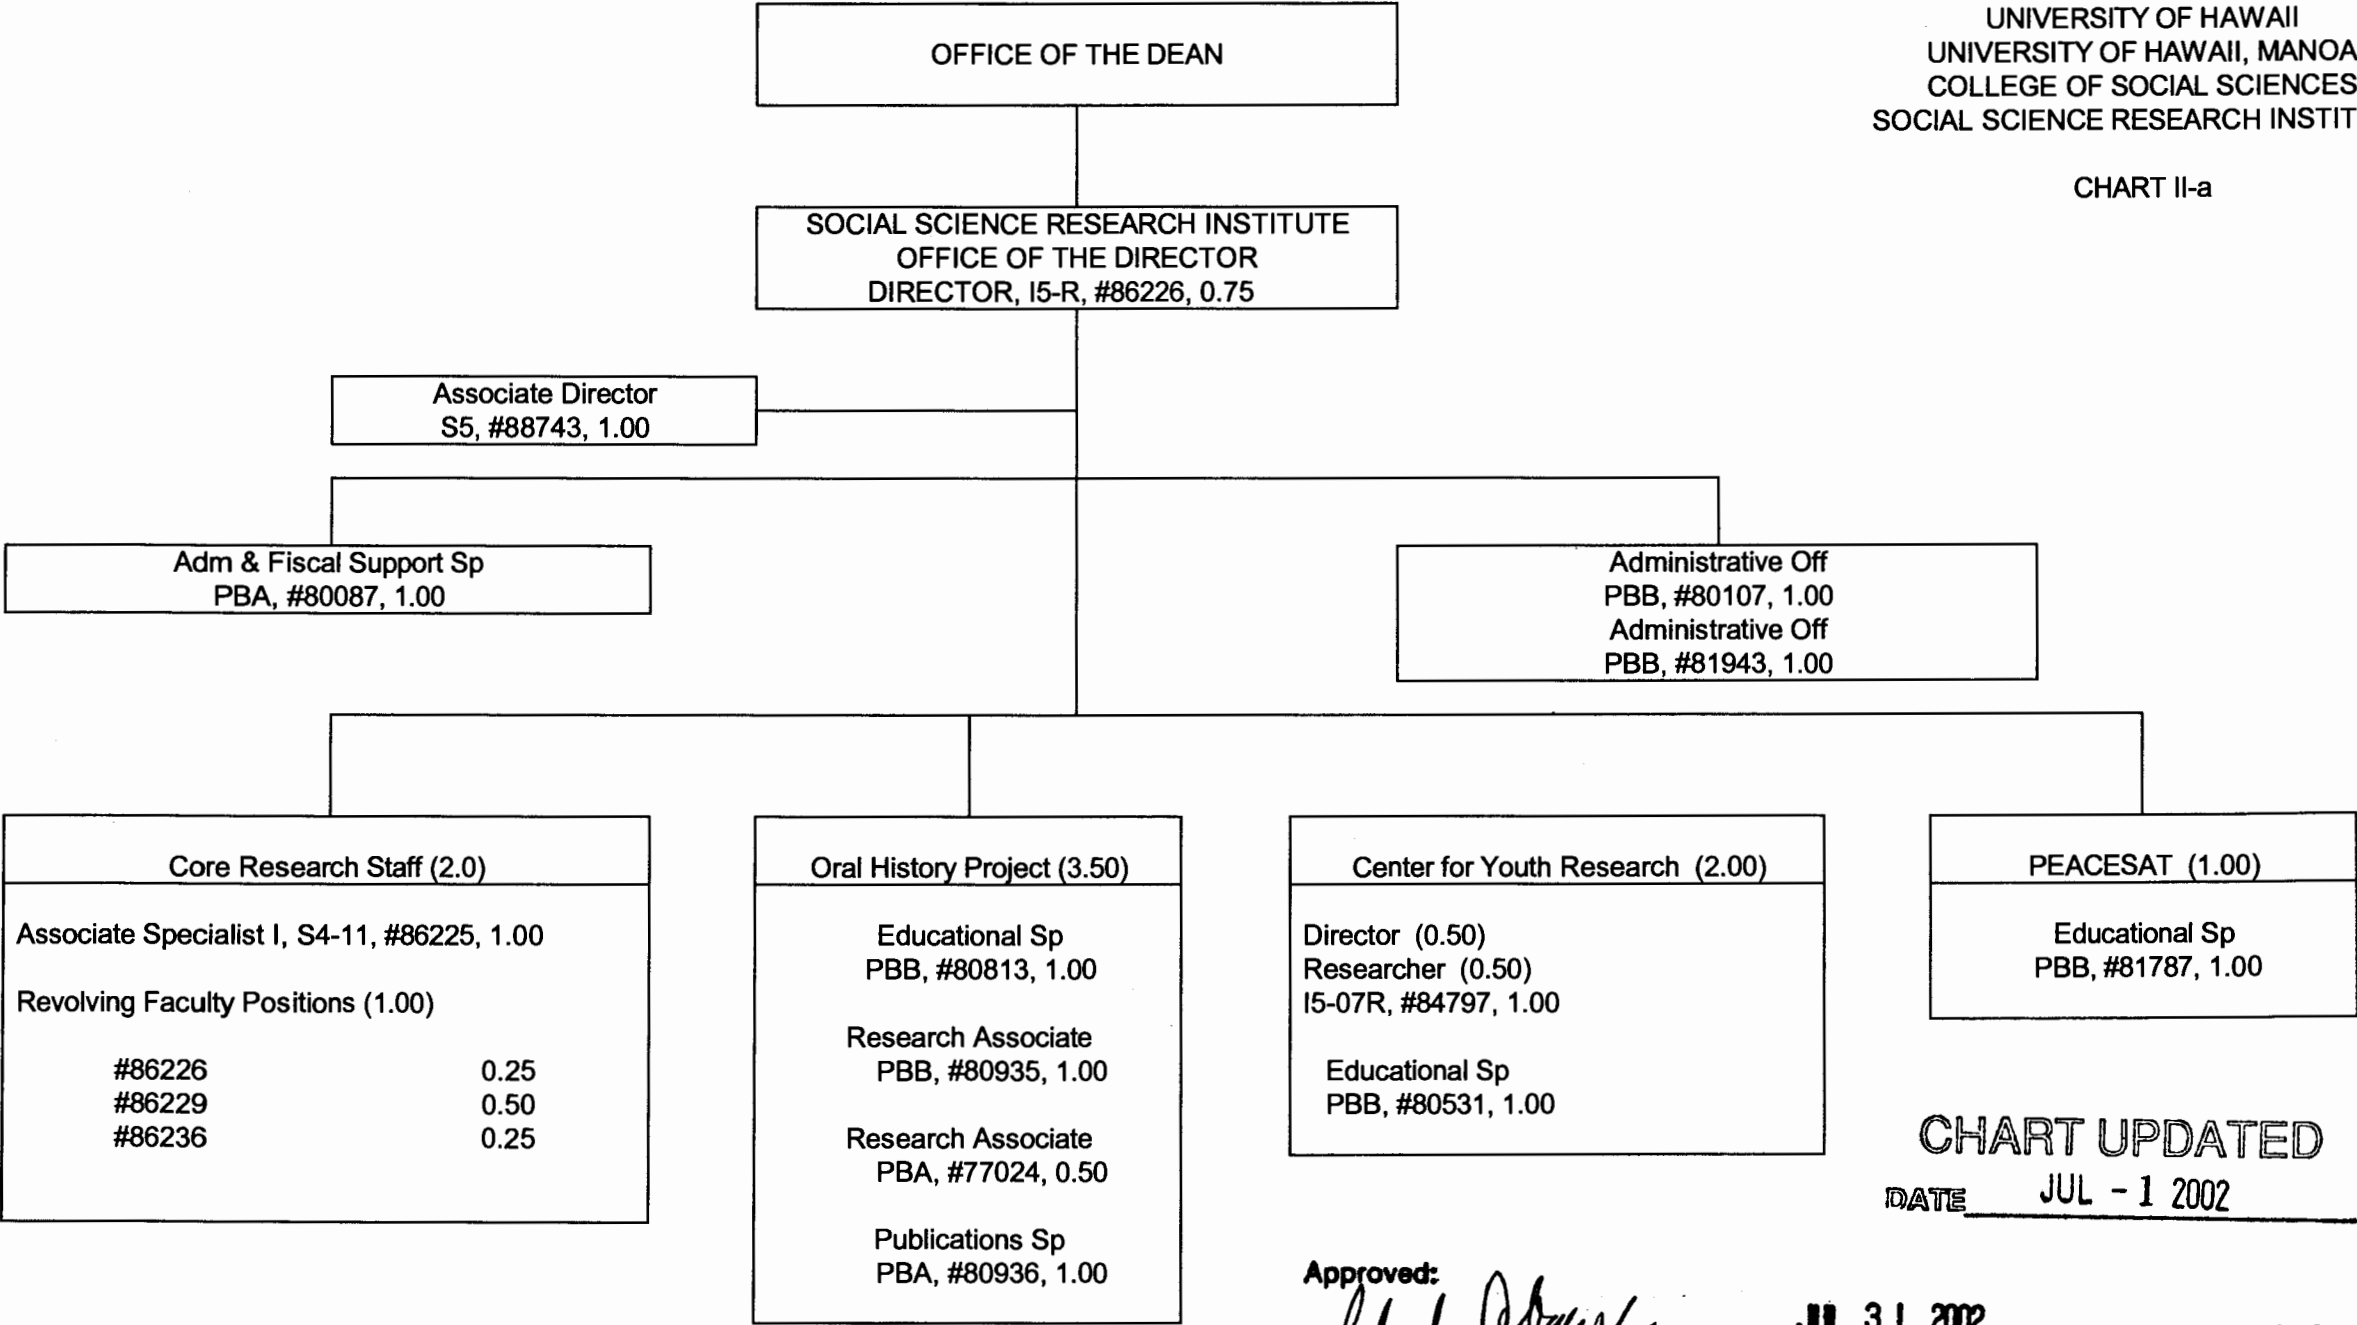 UNIVERSITY OF HAWAII
UNIVERSITY OF HAWAII, MANOA
COLLEGE OF SOCIAL SCIENCES
SOCIAL SCIENCE RESEARCH INSTIT
CHART II-a
OFFICE OF THE DEAN
SOCIAL SCIENCE RESEARCH INSTITUTE
OFFICE OF THE DIRECTOR
DIRECTOR, I5-R, #86226, 0.75
Associate Director
S5, #88743, 1.00
Adm & Fiscal Support Sp
PBA, #80087, 1.00
Administrative Off
PBB, #80107, 1.00
Administrative Off
PBB, #81943, 1.00
Core Research Staff (2.0)
Associate Specialist I, S4-11, #86225, 1.00
Revolving Faculty Positions (1.00)
#86226 0.25
#86229 0.50
#86236 0.25
Oral History Project (3.50)
Educational Sp
PBB, #80813, 1.00
Research Associate
PBB, #80935, 1.00
Research Associate
PBA, #77024, 0.50
Publications Sp
PBA, #80936, 1.00
Center for Youth Research (2.00)
Director (0.50)
Researcher (0.50)
I5-07R, #84797, 1.00
Educational Sp
PBB, #80531, 1.00
PEACESAT (1.00)
Educational Sp
PBB, #81787, 1.00
CHART UPDATED
DATE JUL - 1 2002
Approved:
31 2002